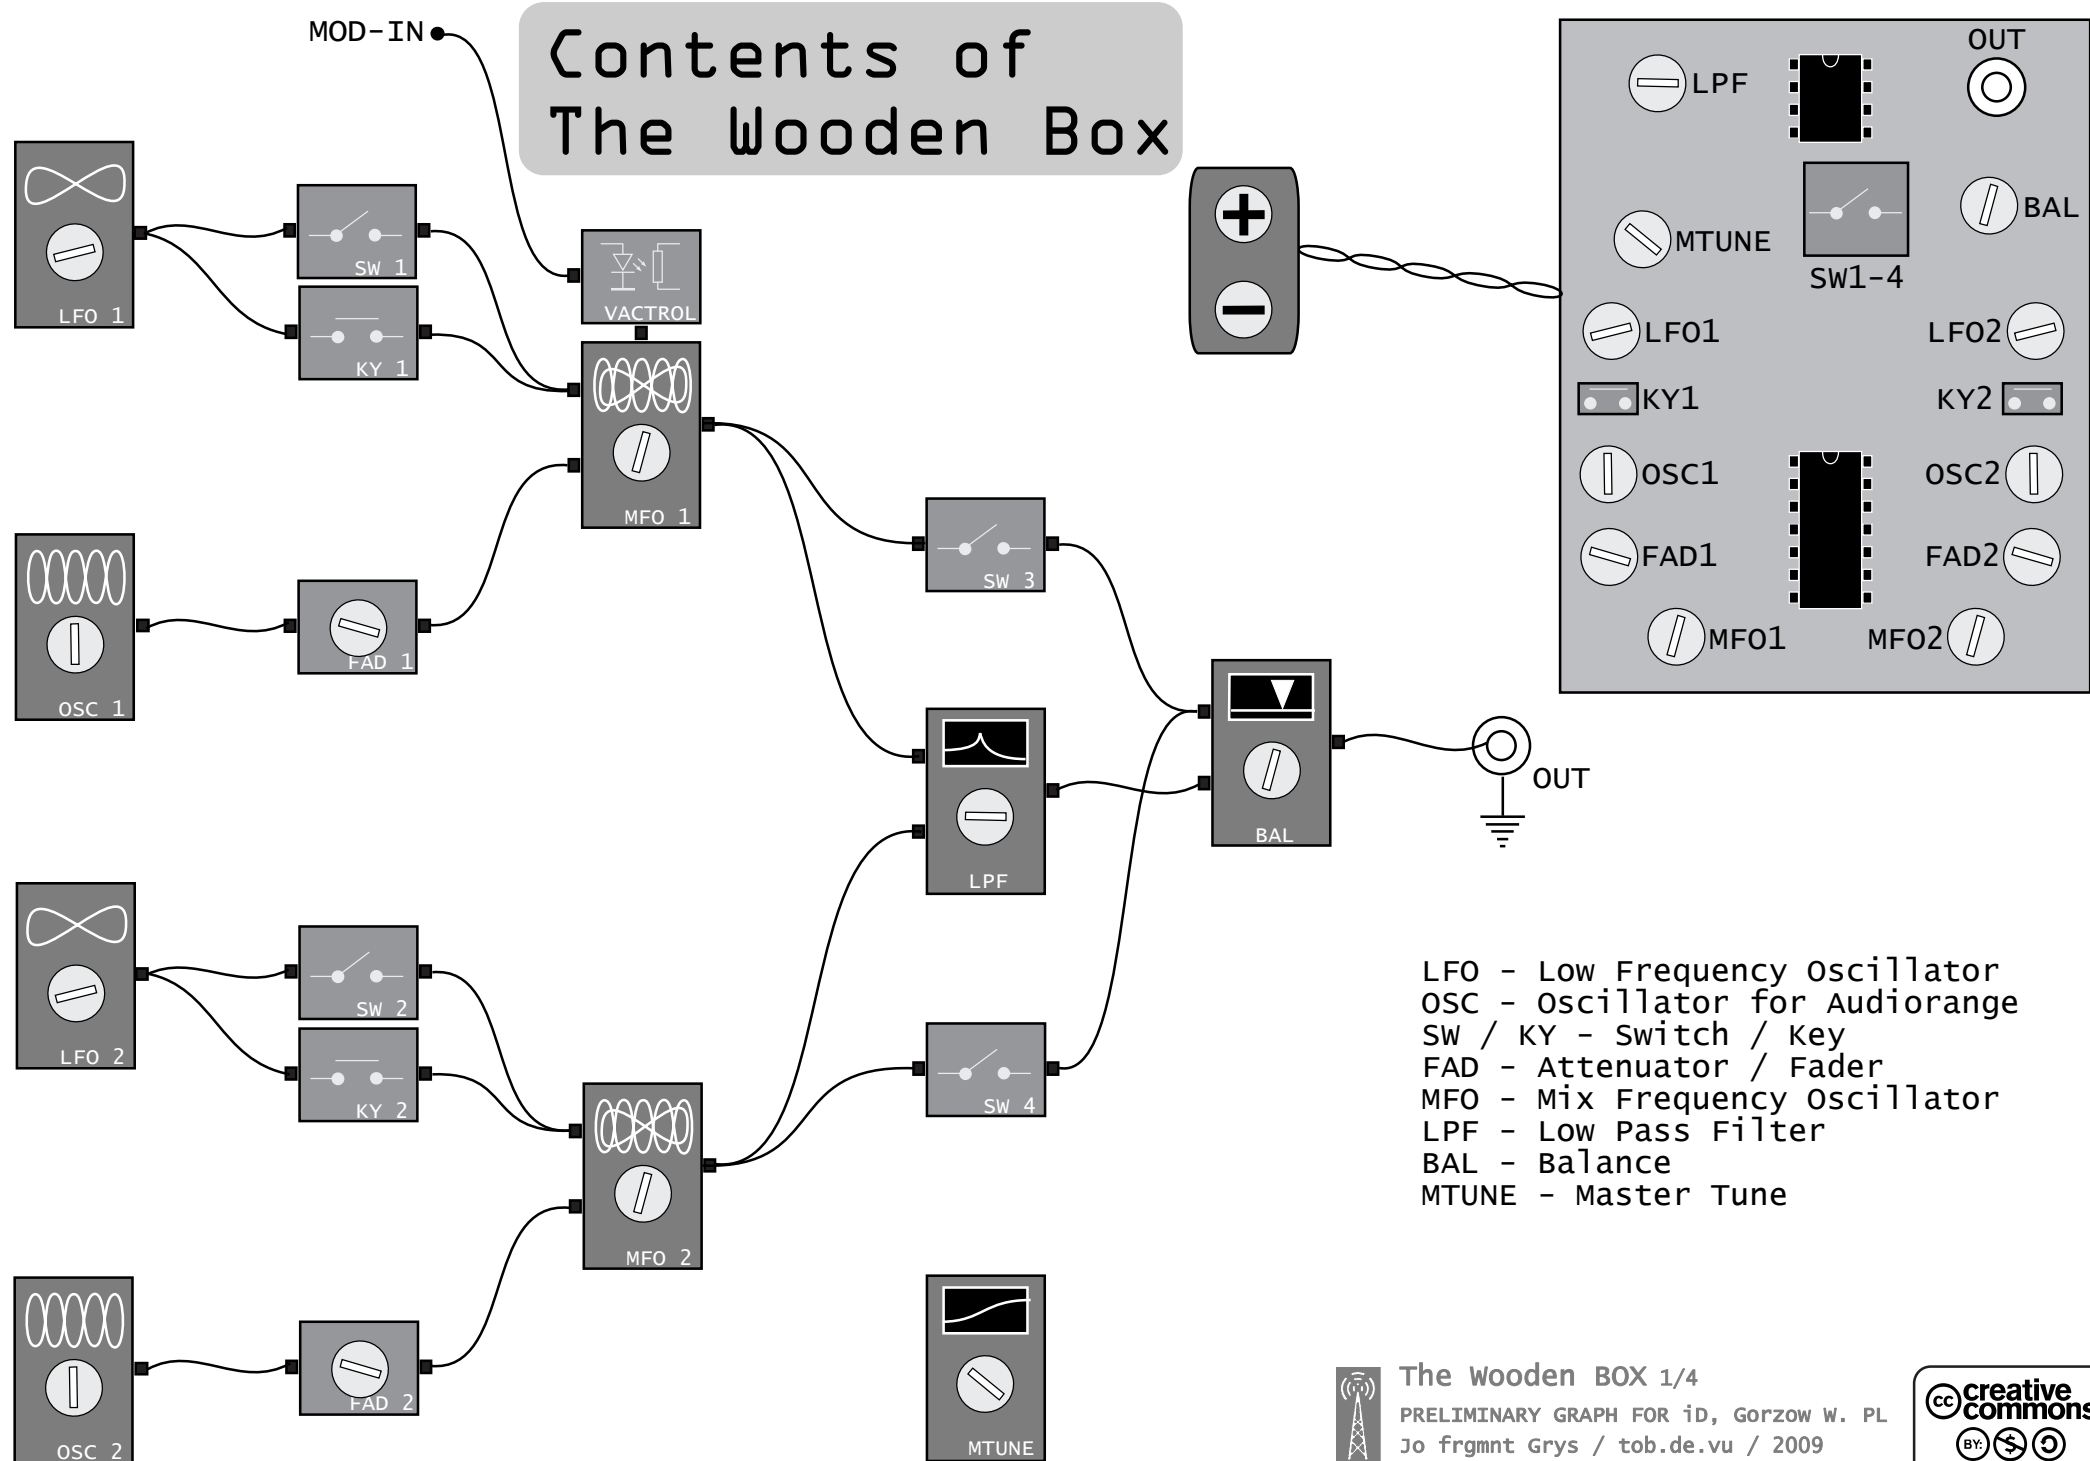 MOD-IN
Contents of
The Wooden Box
LFO 1
SW 1
KY 1
VACTROL
MFO 1
OSC 1
FAD 1
SW 3
LPF
BAL
OUT
LFO 2
SW 2
KY 2
SW 4
MFO 2
OSC 2
FAD 2
MTUNE
OUT
LPF
BAL
MTUNE
SW1-4
LFO1
LFO2
KY1
KY2
OSC1
OSC2
FAD1
FAD2
MFO1
MFO2
LFO - Low Frequency Oscillator
OSC - Oscillator for Audiorange
SW / KY - Switch / Key
FAD - Attenuator / Fader
MFO - Mix Frequency Oscillator
LPF - Low Pass Filter
BAL - Balance
MTUNE - Master Tune
The Wooden BOX 1/4
PRELIMINARY GRAPH FOR iD, Gorzow W. PL
Jo frgmnt Grys / tob.de.vu / 2009
cc creative
commons
BY: $